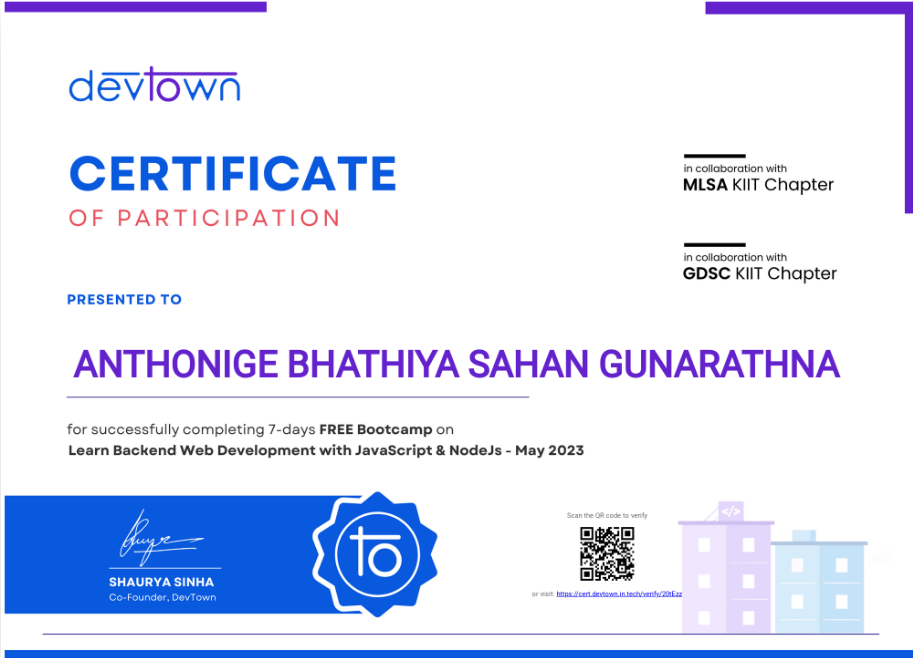 devtown
CERTIFICATE
OF PARTICIPATION
in collaboration with
MLSA KIIT Chapter
in collaboration with
GDSC KIIT Chapter
PRESENTED TO
ANTHONIGE BHATHIYA SAHAN GUNARATHNA
for successfully completing 7-days FREE Bootcamp on
Learn Backend Web Development with JavaScript & NodeJs - May 2023
SHAURYA SINHA
Co-Founder, DevTown
to
Scan the QR code to verify
or visit: https://cert.devtown.in.tech/verify/20tEzz
</>